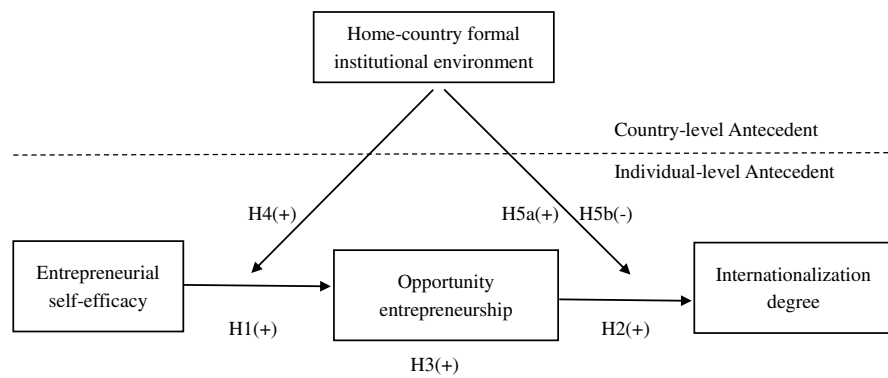 Home-country formal
institutional environment
Country-level Antecedent
Individual-level Antecedent
H4(+)
H5a(+)
H5b(-)
Entrepreneurial
self-efficacy
Opportunity
entrepreneurship
Internationalization
degree
H1(+)
H2(+)
H3(+)